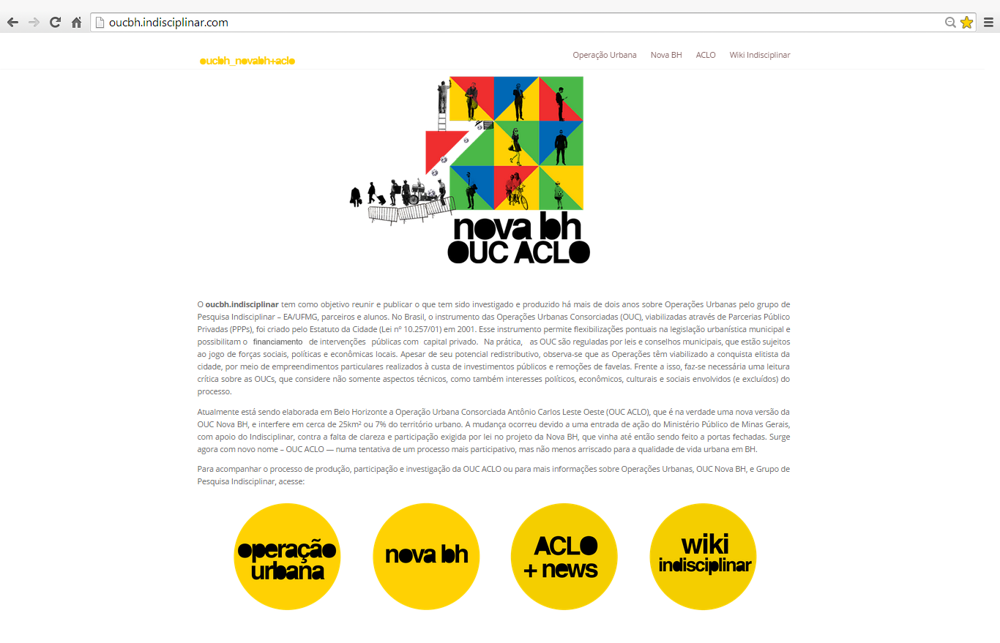 oucbh.indisciplinar.com
oucbh_novabh+aclo
Operação Urbana Nova BH ACLO Wiki Indisciplinar
nova bh
OUC ACLO
O oucbh.indisciplinar tem como objetivo reunir e publicar o que tem sido investigado e produzido há mais de dois anos sobre Operações Urbanas pelo grupo de
Pesquisa Indisciplinar – EA/UFMG, parceiros e alunos. No Brasil, o instrumento das Operações Urbanas Consorciadas (OUC), viabilizadas através de Parcerias Público
Privadas (PPPs), foi criado pelo Estatuto da Cidade (Lei nº 10.257/01) em 2001. Esse instrumento permite flexibilizações pontuais na legislação urbanística municipal e
possibilitam o financiamento de intervenções públicas com capital privado. Na prática, as OUC são reguladas por leis e conselhos municipais, que estão sujeitos
ao jogo de forças sociais, políticas e econômicas locais. Apesar de seu potencial redistributivo, observa-se que as Operações têm viabilizado a conquista elitista da
cidade, por meio de empreendimentos particulares realizados à custa de investimentos públicos e remoções de favelas. Frente a isso, faz-se necessária uma leitura
crítica sobre as OUCs, que considere não somente aspectos técnicos, como também interesses políticos, econômicos, culturais e sociais envolvidos (e excluídos) do
processo.
Atualmente está sendo elaborada em Belo Horizonte a Operação Urbana Consorciada Antônio Carlos Leste Oeste (OUC ACLO), que é na verdade uma nova versão da
OUC Nova BH, e interfere em cerca de 25km² ou 7% do território urbano. A mudança ocorreu devido a uma entrada de ação do Ministério Público de Minas Gerais,
com apoio do Indisciplinar, contra a falta de clareza e participação exigida por lei no projeto da Nova BH, que vinha até então sendo feito a portas fechadas. Surge
agora com novo nome – OUC ACLO — numa tentativa de um processo mais participativo, mas não menos arriscado para a qualidade de vida urbana em BH.
Para acompanhar o processo de produção, participação e investigação da OUC ACLO ou para mais informações sobre Operações Urbanas, OUC Nova BH, e Grupo de
Pesquisa Indisciplinar, acesse:
operação
urbana
nova bh
ACLO
+ news
wiki
indisciplinar